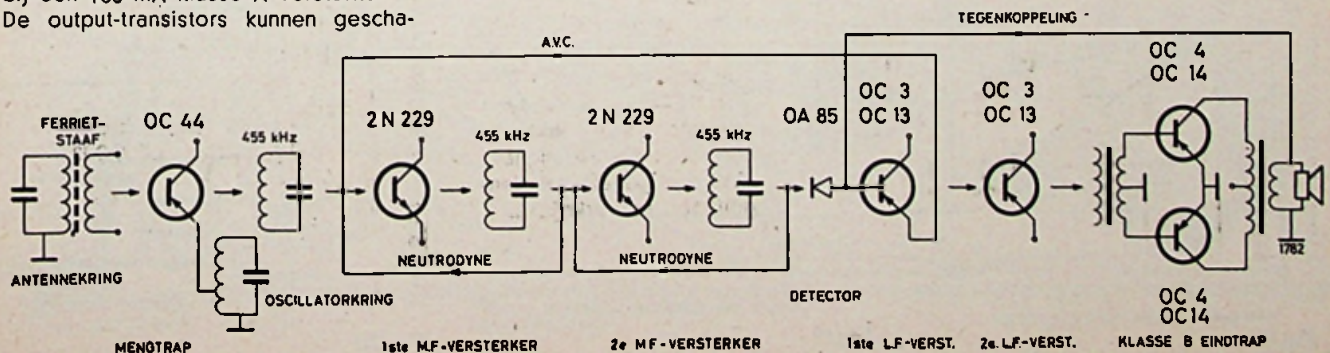 De output-transistors kunnen gescha-
TEGENKOPPELING -
A.V.C.
OC 4
OC 14
FERRIET-
STAAF
OC 44
455 kHz
2 N 229
455 kHz
2 N 229
455 kHz
OA 85
OC 3
OC 13
OC 3
OC 13
NEUTRODYNE
NEUTRODYNE
1782
ANTENNEKRING
OSCILLATORKRING
DETECTOR
OC 4
OC14
MENGTRAP
1ste M.F-VERSTERKER
2e MF-VERSTERKER
1ste L.F-VERST.
2e. L.F.-VERST.
KLASSE B EINDTRAP